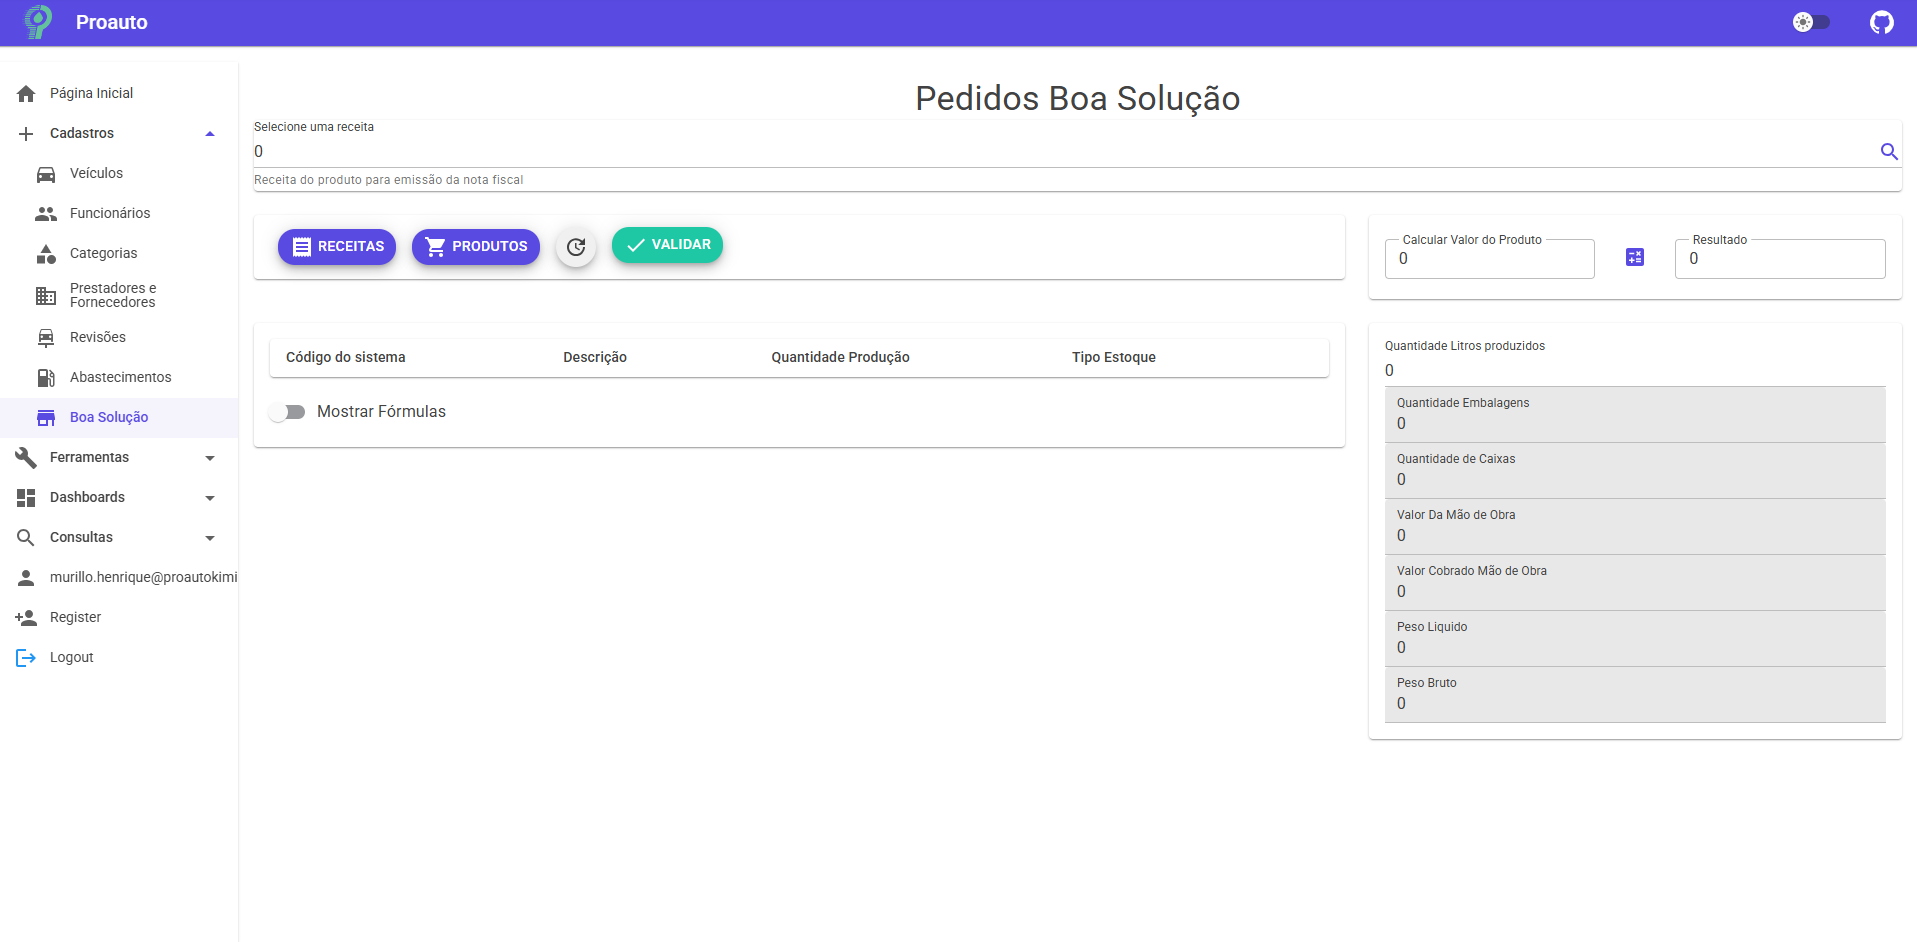 Proauto
Página Inicial
Cadastros
Veículos
Funcionários
Categorias
Prestadores e
Fornecedores
Revisões
Abastecimentos
Boa Solução
Ferramentas
Dashboards
Consultas
murillo.henrique@proautokimi
Register
Logout
Pedidos Boa Solução
Selecione uma receita
0
Receita do produto para emissão da nota fiscal
RECEITAS PRODUTOS VALIDAR
Calcular Valor do Produto
0
Resultado
0
Código do sistema Descrição Quantidade Produção Tipo Estoque
Mostrar Fórmulas
Quantidade Litros produzidos
0
Quantidade Embalagens
0
Quantidade de Caixas
0
Valor Da Mão de Obra
0
Valor Cobrado Mão de Obra
0
Peso Liquido
0
Peso Bruto
0